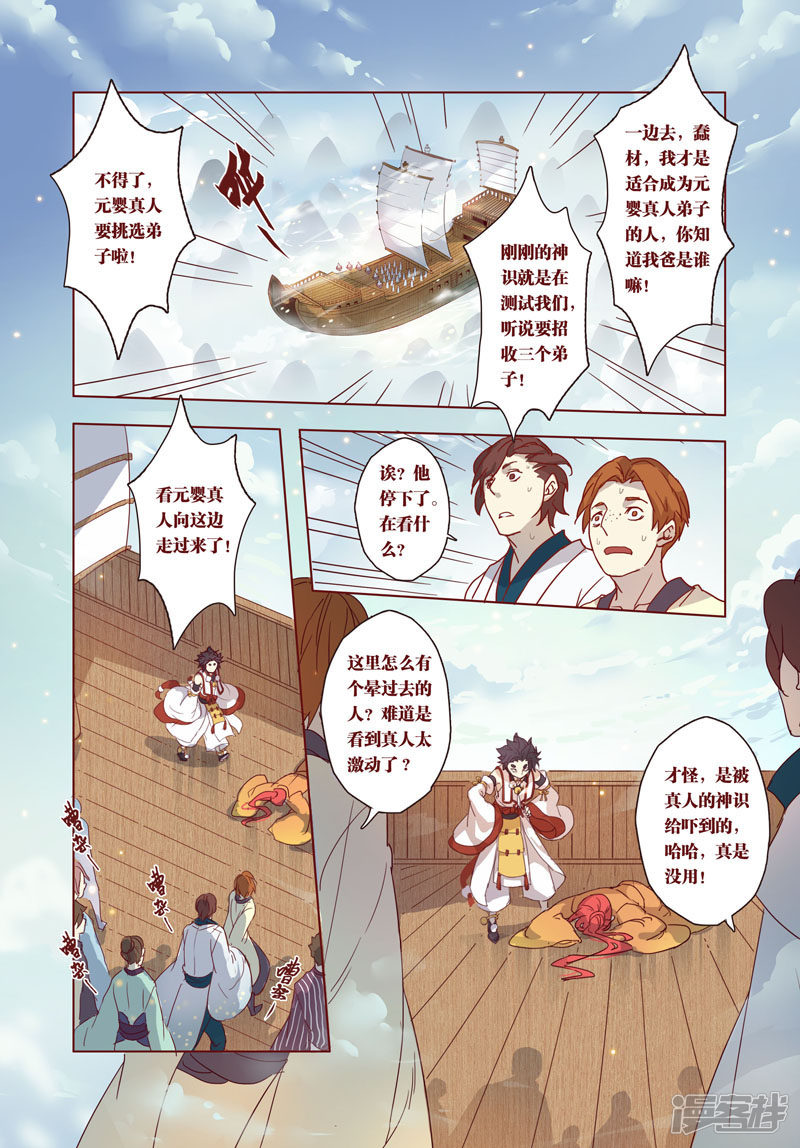 不得了，
元婴真人
要挑选弟
子啦！
一边去，蠢
材，我才是
适合成为元
婴真人弟子
的人，你知
道我爸是谁
嘛！
刚刚的神
识就是在
测试我们，
听说要招
收三个弟
子！
诶？他
停下了。
在看什
么？
看元婴真
人向这边
走过来了！
这里怎么有
个晕过去的
人？难道是
看到真人太
激动了？
才怪，是被
真人的神识
给吓到的，
哈哈，真是
没用！
嘈杂
嘈杂
嘈杂
嘈杂
漫客栈